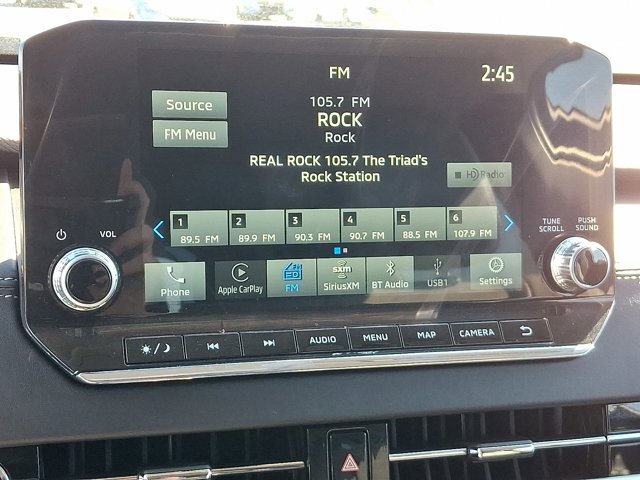 FM
2:45
Source
105.7 FM
ROCK
FM Menu
Rock
REAL ROCK 105.7 The Triad's
Rock Station
HD Radio
1 2 3 4 5 6
89.5 FM 89.9 FM 90.3 FM 90.7 FM 88.5 FM 107.9 FM
VOL
TUNE
SCROLL
PUSH
SOUND
Phone
Apple CarPlay
FM
sxm
SiriusXM
BT Audio
USB1
Settings
AUDIO MENU MAP CAMERA